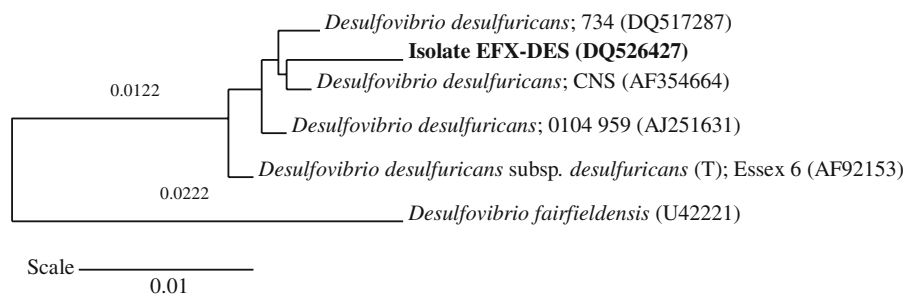 Desulfovibrio desulfuricans; 734 (DQ517287)
Isolate EFX-DES (DQ526427)
Desulfovibrio desulfuricans; CNS (AF354664)
0.0122
Desulfovibrio desulfuricans; 0104 959 (AJ251631)
Desulfovibrio desulfuricans subsp. desulfuricans (T); Essex 6 (AF92153)
0.0222
Desulfovibrio fairfieldensis (U42221)
Scale
0.01